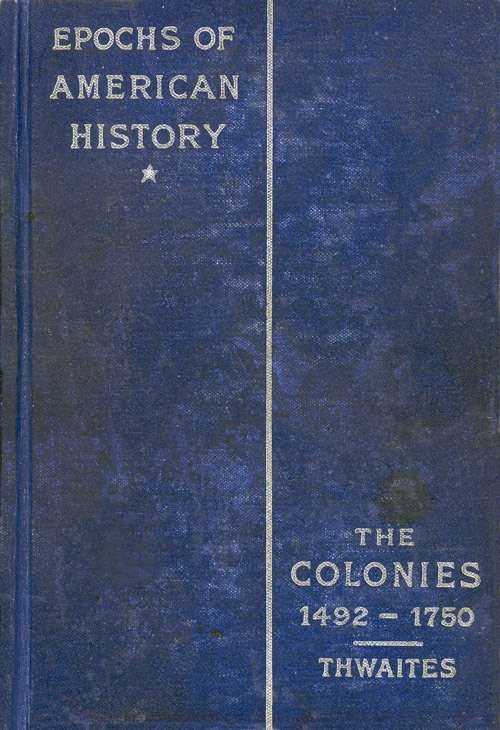 EPOCHS OF
AMERICAN
HISTORY
THE
COLONIES
1492 – 1750
THWAITES